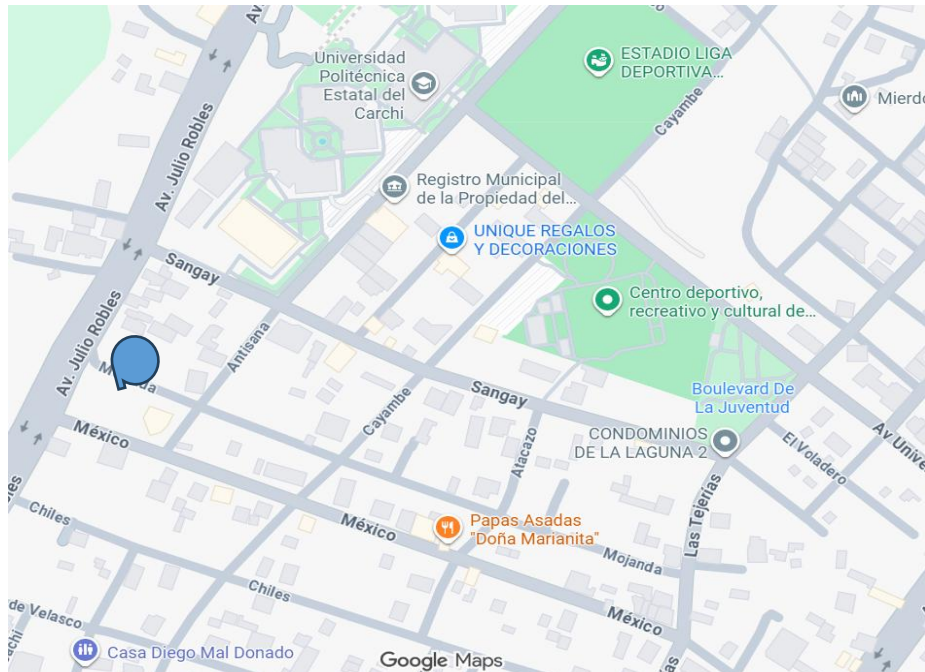 Av
Universidad
Politécnica
Estatal del
Carchi
ESTADIO LIGA
DEPORTIVA...
Cayambe
Mierdo
Av. Julio Robles
Registro Municipal
de la Propiedad del...
UNIQUE REGALOS
Y DECORACIONES
Sangay
Centro deportivo,
recreativo y cultural de...
Av. Julio Robles
Antisana
Boulevard De
La Juventud
Sangay
Cayambe
México
CONDOMINIOS
DE LA LAGUNA 2
Av Unive
El Voladero
Atacazo
Las Tejerías
Chiles
México
Papas Asadas
"Doña Marianita"
Mojanda
Chiles
de Velasco
México
Casa Diego Mal Donado
Google Maps